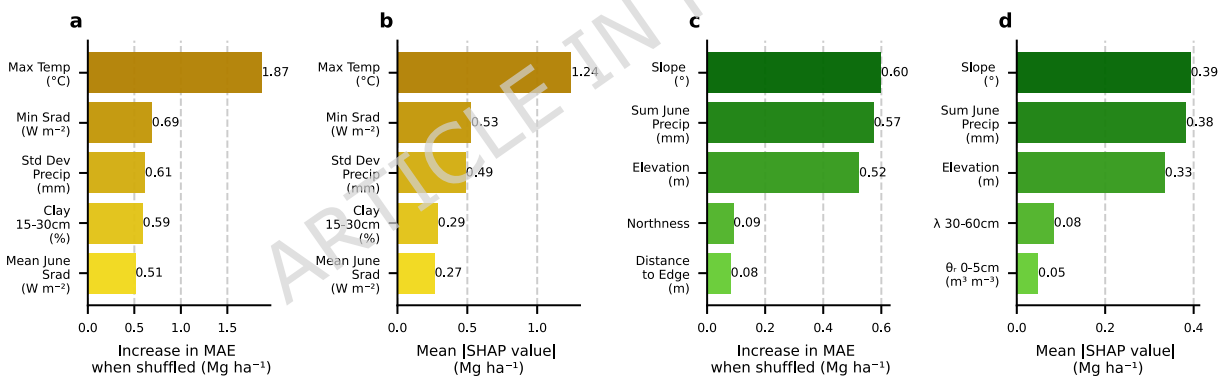 a
Max Temp
(°C)
Min Srad
(W m⁻²)
Std Dev
Precip
(mm)
Clay
15-30cm
(%)
Mean June
Srad
(W m⁻²)
1.87
0.69
0.61
0.59
0.51
0.0
0.5
1.0
1.5
Increase in MAE
when shuffled (Mg ha⁻¹)
b
Max Temp
(°C)
Min Srad
(W m⁻²)
Std Dev
Precip
(mm)
Clay
15-30cm
(%)
Mean June
Srad
(W m⁻²)
1.24
0.53
0.49
0.29
0.27
0.0
0.5
1.0
Mean |SHAP value|
(Mg ha⁻¹)
c
Slope
(°)
Sum June
Precip
(mm)
Elevation
(m)
Northness
Distance
to Edge
(m)
0.60
0.57
0.52
0.09
0.08
0.0
0.2
0.4
0.6
Increase in MAE
when shuffled (Mg ha⁻¹)
d
Slope
(°)
Sum June
Precip
(mm)
Elevation
(m)
λ 30-60cm
θᵣ 0-5cm
(m³ m⁻³)
0.39
0.38
0.33
0.08
0.05
0.0
0.2
0.4
Mean |SHAP value|
(Mg ha⁻¹)
ARTICLE IN